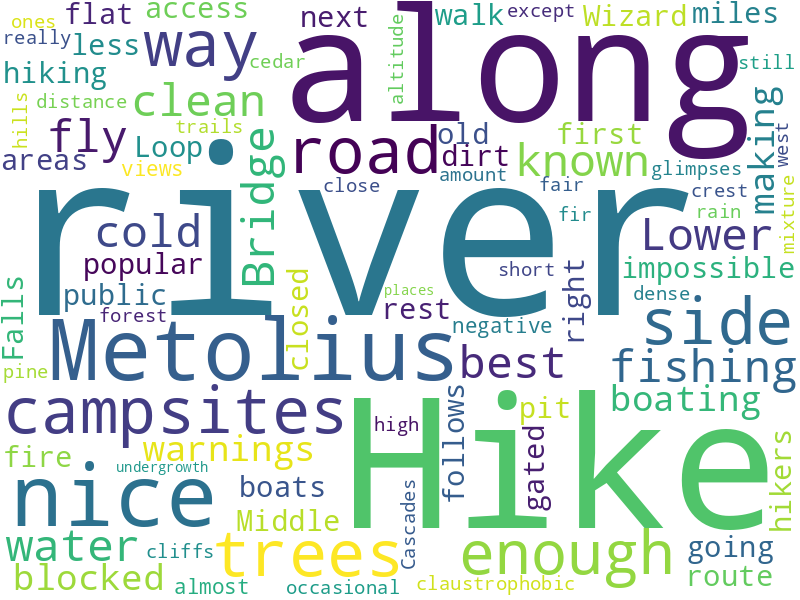 ones flat access next altitude walk except Wizard miles
really less way cedar along still
hiking clean
hills distance fly trails Loop Bridge road old first making west
areas views dirt known glimpses
close amount fair crest
river fir rain mixture
cold Lower
popular short impossible
public closed places right dense
Falls forest rest negative side
Metolius best fishing
pine
campsites Hike pit boating
high follows
fire warnings gated hikers
undergrowth
nice boats
Middle Cascades
water cliffs trees enough going
blocked almost occasional claustrophobic route